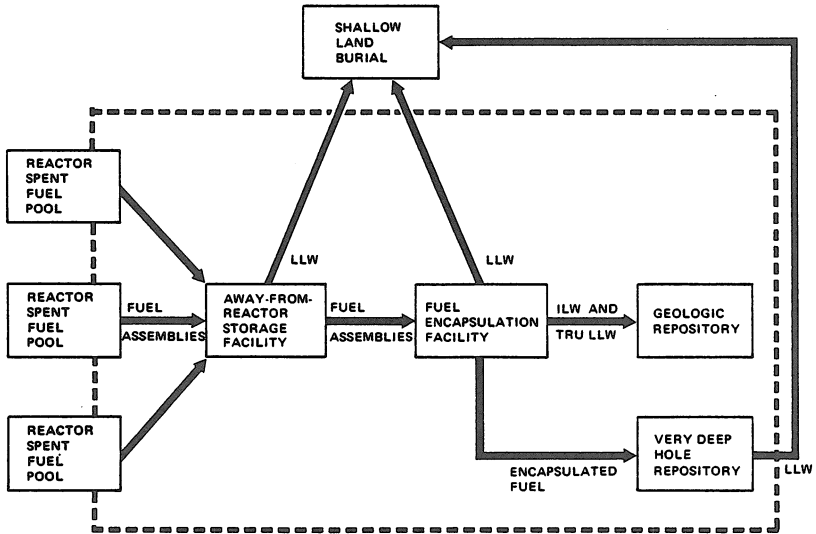 SHALLOW
LAND
BURIAL
REACTOR
SPENT
FUEL
POOL
LLW
LLW
REACTOR
SPENT
FUEL
POOL
FUEL
ASSEMBLIES
AWAY-FROM-
REACTOR
STORAGE
FACILITY
FUEL
ASSEMBLIES
FUEL
ENCAPSULATION
FACILITY
ILW AND
TRU LLW
GEOLOGIC
REPOSITORY
REACTOR
SPENT
FUEL
POOL
ENCAPSULATED
FUEL
VERY DEEP
HOLE
REPOSITORY
LLW